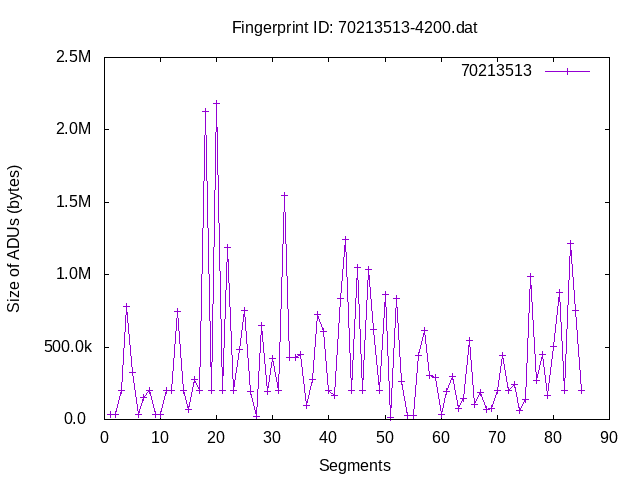 Fingerprint ID: 70213513-4200.dat
70213513
2.5M
2.0M
1.5M
1.0M
500.0k
0.0
Size of ADUs (bytes)
0 10 20 30 40 50 60 70 80 90
Segments